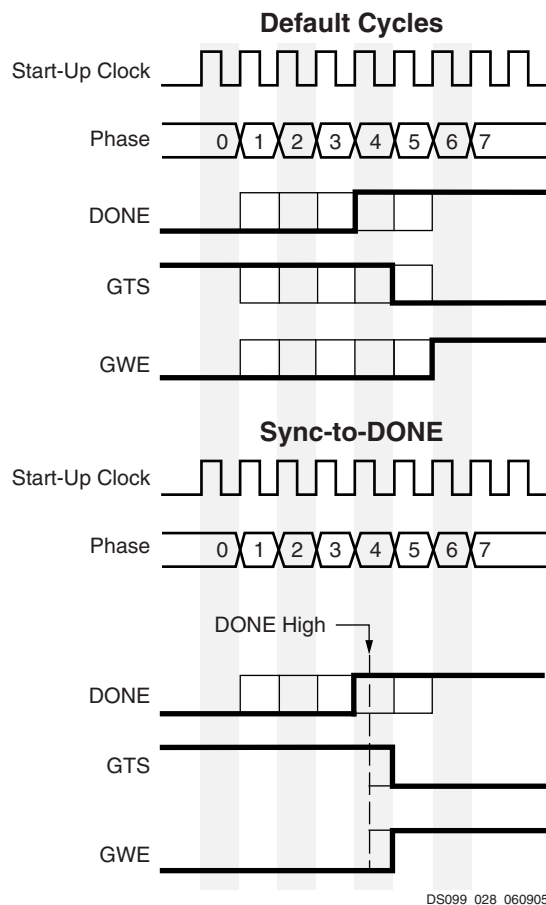 Default Cycles
Start-Up Clock
Phase
0 1 2 3 4 5 6 7
DONE
GTS
GWE
Sync-to-DONE
Start-Up Clock
Phase
0 1 2 3 4 5 6 7
DONE High
DONE
GTS
GWE
DS099_028_060905